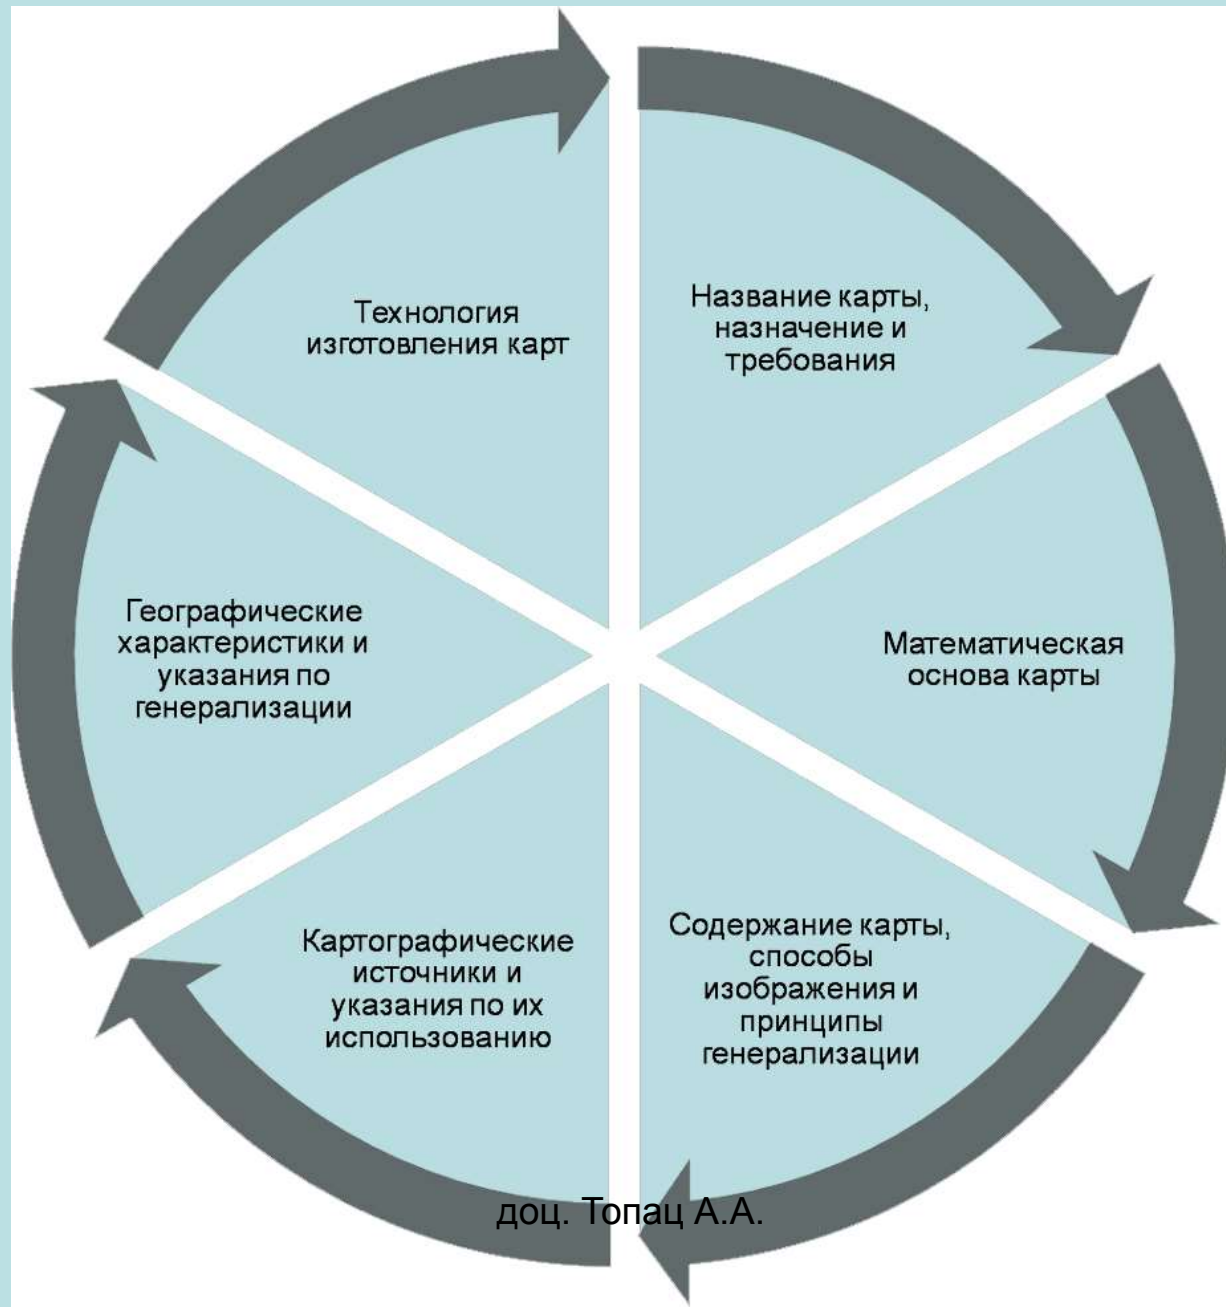 Название карты,
назначение и
требования
Математическая
основа карты
Содержание карты,
способы
изображения и
принципы
генерализации
Картографические
источники и
указания по их
использованию
Географические
характеристики и
указания по
генерализации
Технология
изготовления карт
доц. Топац А.А.